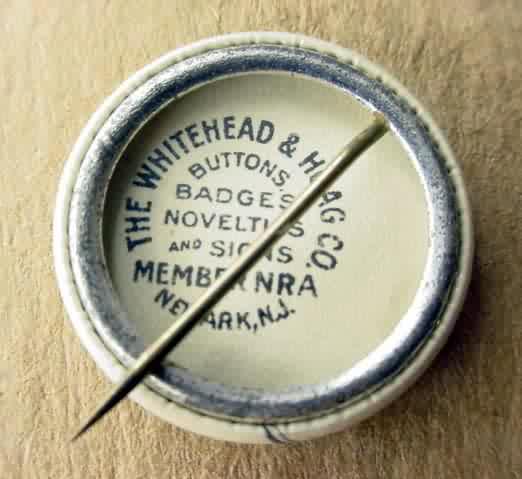 THE WHITEHEAD & HOAG CO.
BUTTONS,
BADGES
NOVELTIES
AND SIGNS
MEMBER NRA
NEWARK, N.J.